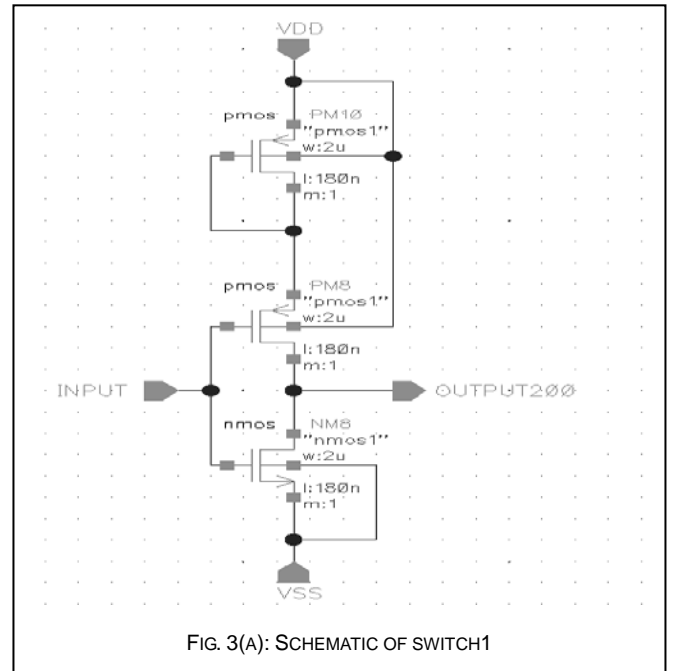 VDD
pmos PM10
"pmos1"
w:2u
l:180n
m:1
pmos PM8
"pmos1"
w:2u
l:180n
m:1
INPUT OUTPUT200
nmos NM8
"nmos1"
w:2u
l:180n
m:1
VSS
FIG. 3(A): SCHEMATIC OF SWITCH1